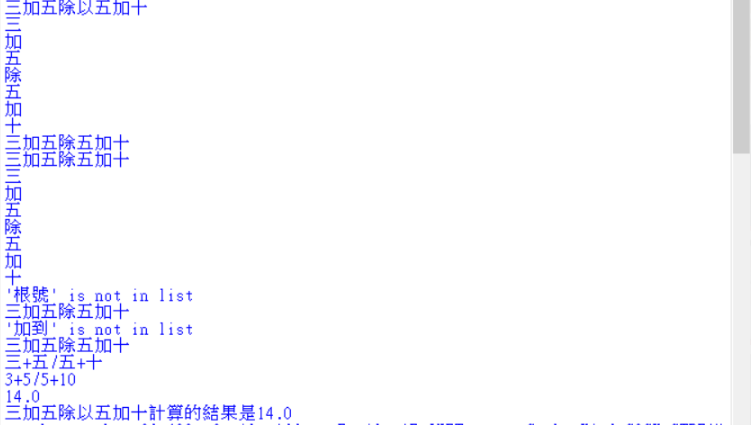 三加五除以五加十
三
加
五
除
五
加
十
三加五除五加十
三加五除五加十
三
加
五
除
五
加
十
'根號' is not in list
三加五除五加十
'加到' is not in list
三加五除五加十
三+五/五+十
3+5/5+10
14.0
三加五除以五加十計算的結果是14.0